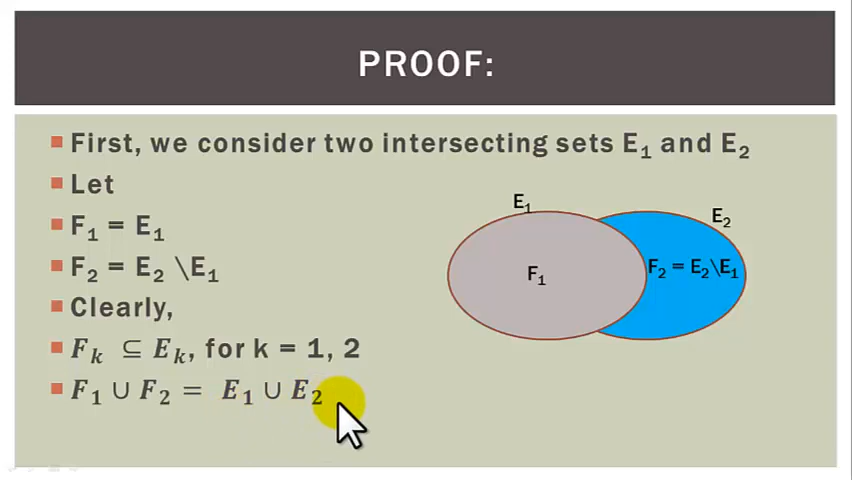 PROOF:
First, we consider two intersecting sets E₁ and E₂
Let
F₁ = E₁
F₂ = E₂ \E₁
Clearly,
F_k ⊆ E_k, for k = 1, 2
F₁ ∪ F₂ = E₁ ∪ E₂
E₁
E₂
F₁
F₂ = E₂\E₁